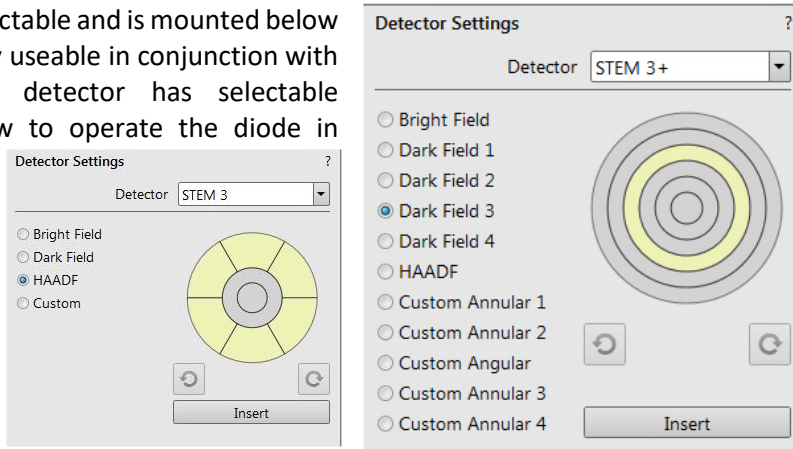 ctable and is mounted below
useable in conjunction with
detector has selectable
to operate the diode in
Detector Settings ?
Detector STEM 3
Bright Field
Dark Field
HAADF
Custom
Insert
Detector Settings ?
Detector STEM 3+
Bright Field
Dark Field 1
Dark Field 2
Dark Field 3
Dark Field 4
HAADF
Custom Annular 1
Custom Annular 2
Custom Angular
Custom Annular 3
Custom Annular 4
Insert